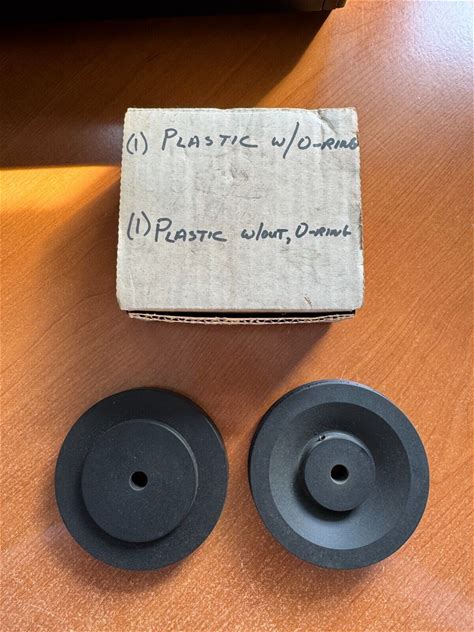 (1) PLASTIC W/O-RING
(1) PLASTIC W/OUT, O-RING